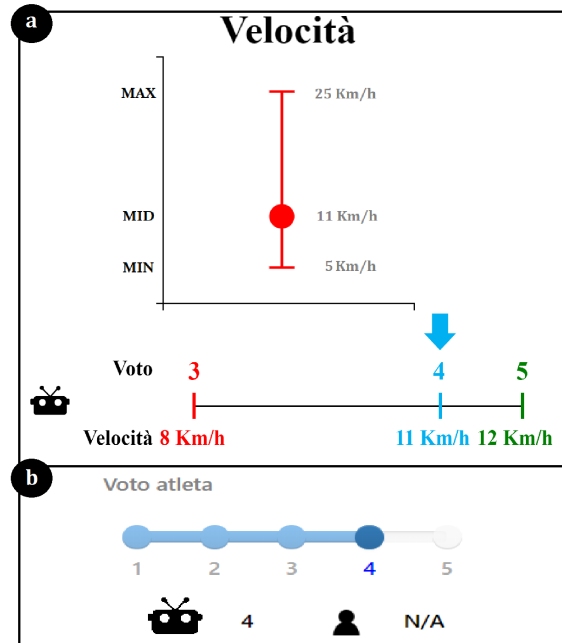 a
Velocità
MAX 25 Km/h
MID 11 Km/h
MIN 5 Km/h
Voto 3 4 5
Velocità 8 Km/h 11 Km/h 12 Km/h
b
Voto atleta
1 2 3 4 5
4 N/A